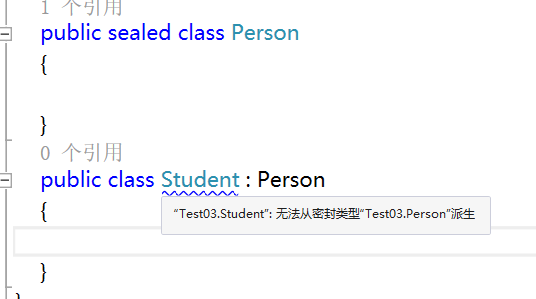 1 个引用
public sealed class Person
{
}
0 个引用
public class Student : Person
{
“Test03.Student”: 无法从密封类型“Test03.Person”派生
}
}